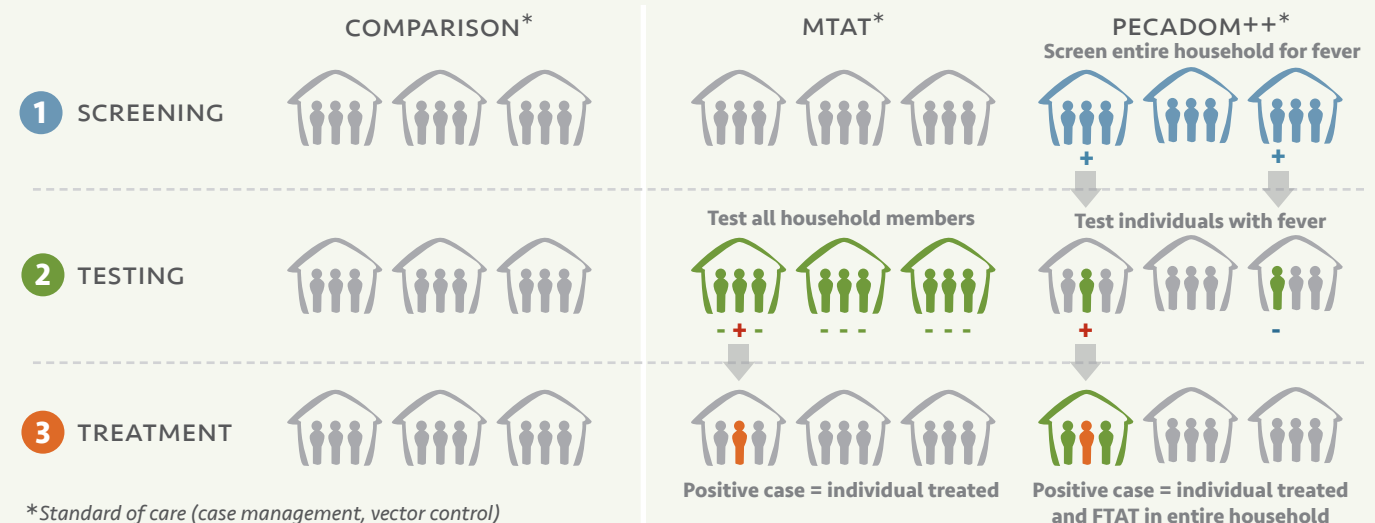 COMPARISON*
MTAT*
PECADOM++*
Screen entire household for fever
1 SCREENING
+ +
Test all household members
Test individuals with fever
2 TESTING
- + - - - - - - -
+ -
3 TREATMENT
Positive case = individual treated
Positive case = individual treated
and FTAT in entire household
*Standard of care (case management, vector control)